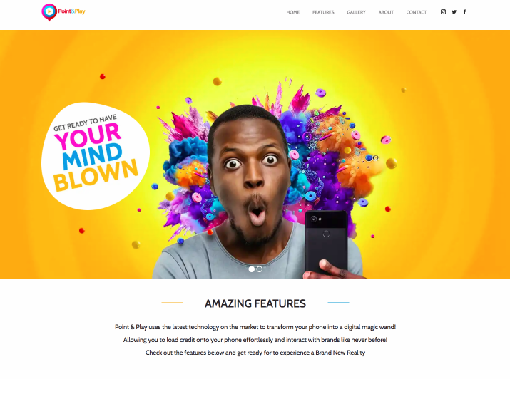 Point&Play
HOME FEATURES GALLERY ABOUT CONTACT
GET READY TO HAVE
YOUR
MIND
BLOWN
AMAZING FEATURES
Point & Play uses the latest technology on the market to transform your phone into a digital magic wand!
Allowing you to load credit onto your phone effortlessly and interact with brands like never before!
Check out the features below and get ready for to experience a Brand New Reality